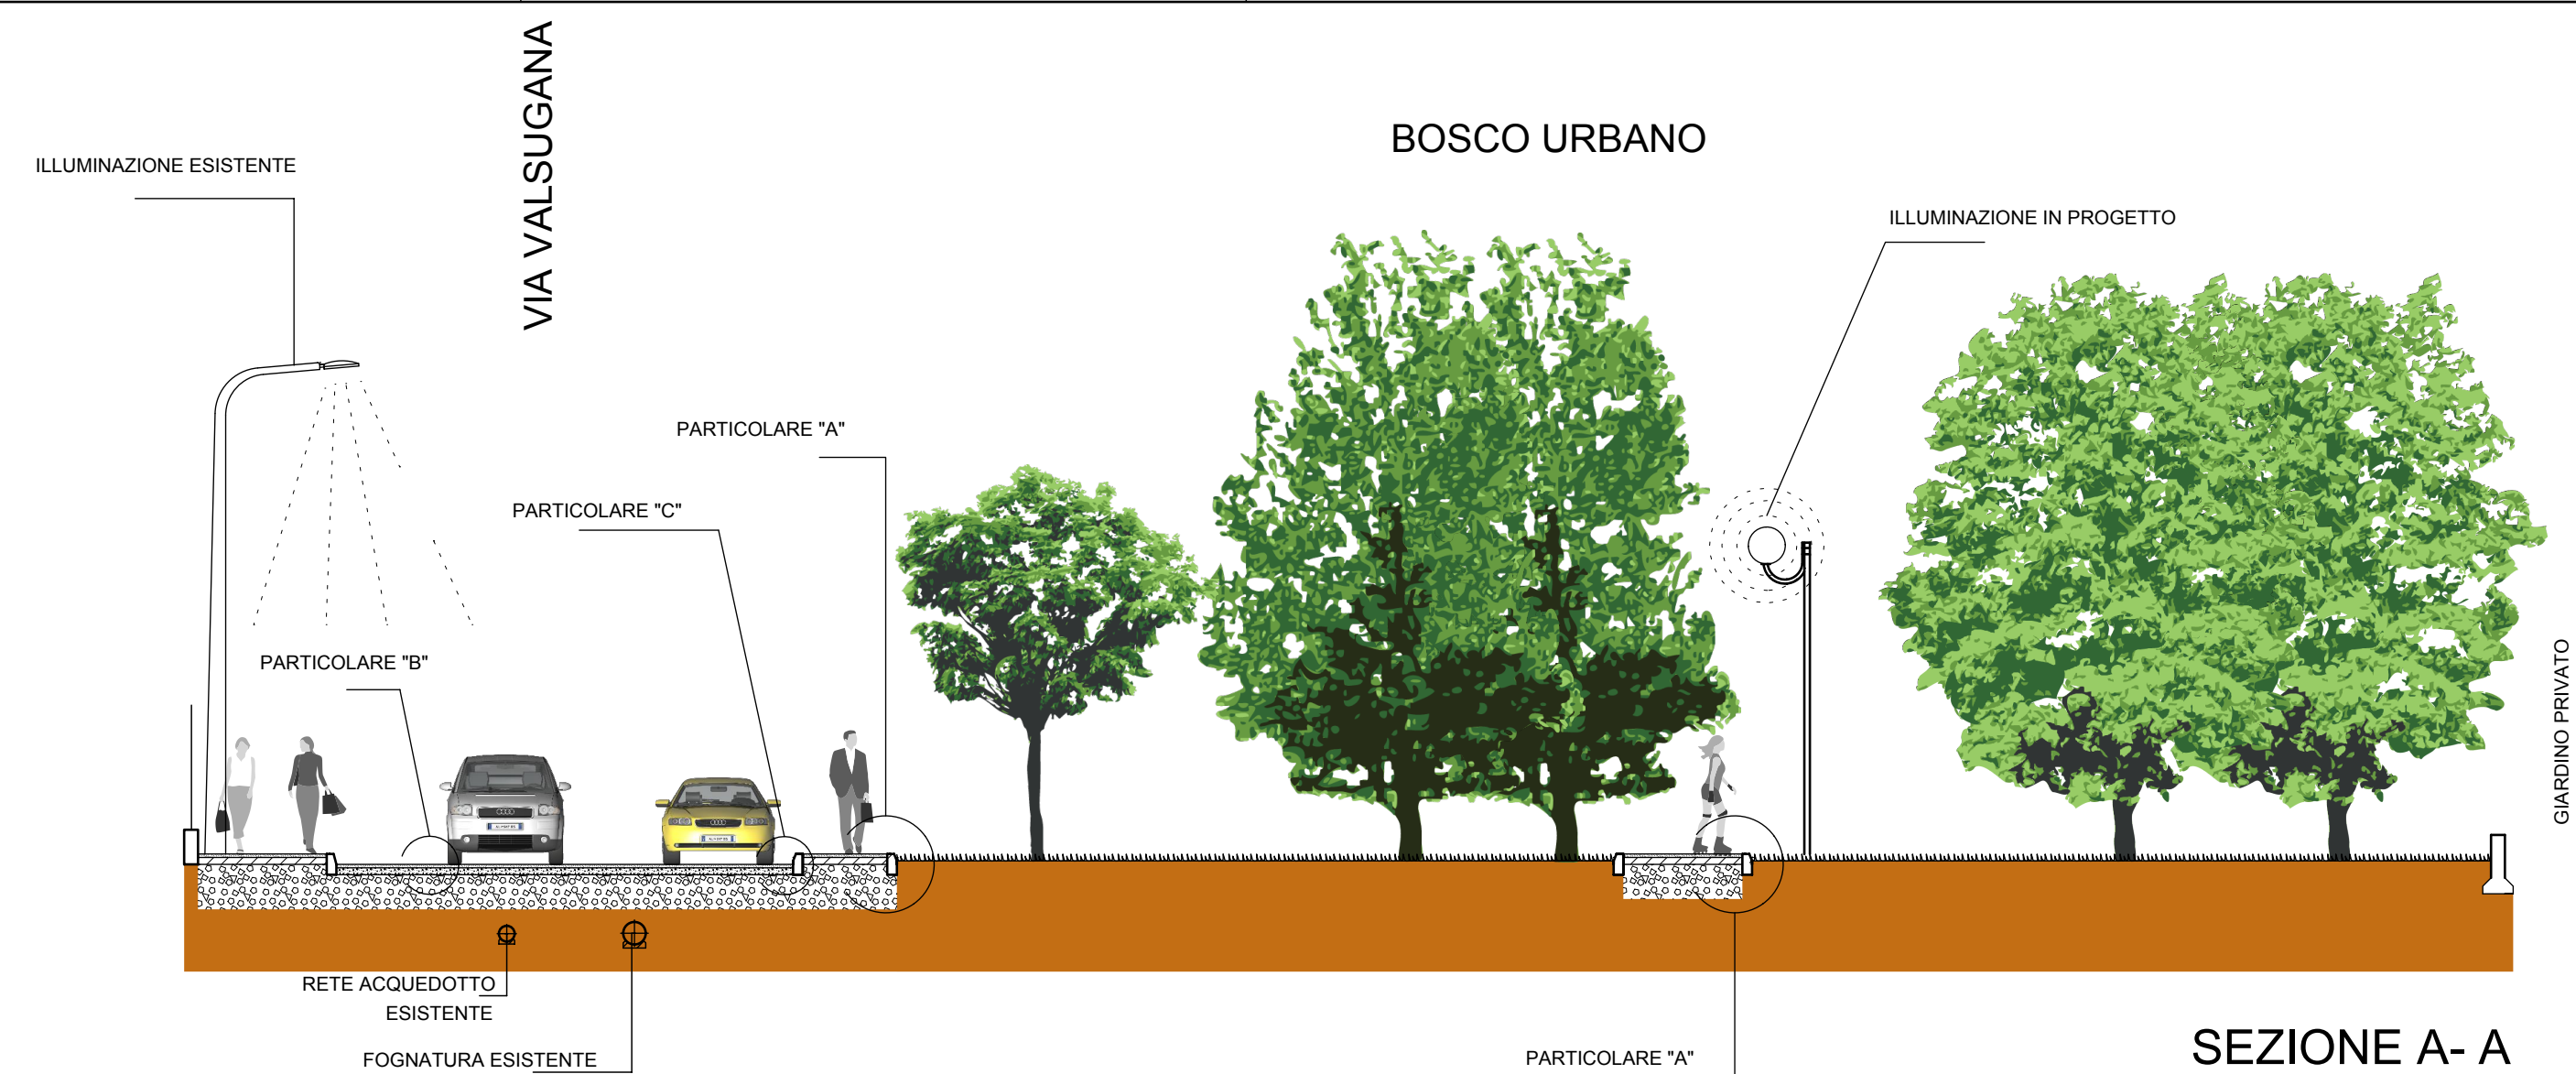 VIA VALSUGANA
BOSCO URBANO
ILLUMINAZIONE ESISTENTE
ILLUMINAZIONE IN PROGETTO
PARTICOLARE "A"
PARTICOLARE "C"
PARTICOLARE "B"
GIARDINO PRIVATO
RETE ACQUEDOTTO
ESISTENTE
FOGNATURA ESISTENTE
PARTICOLARE "A"
SEZIONE A- A